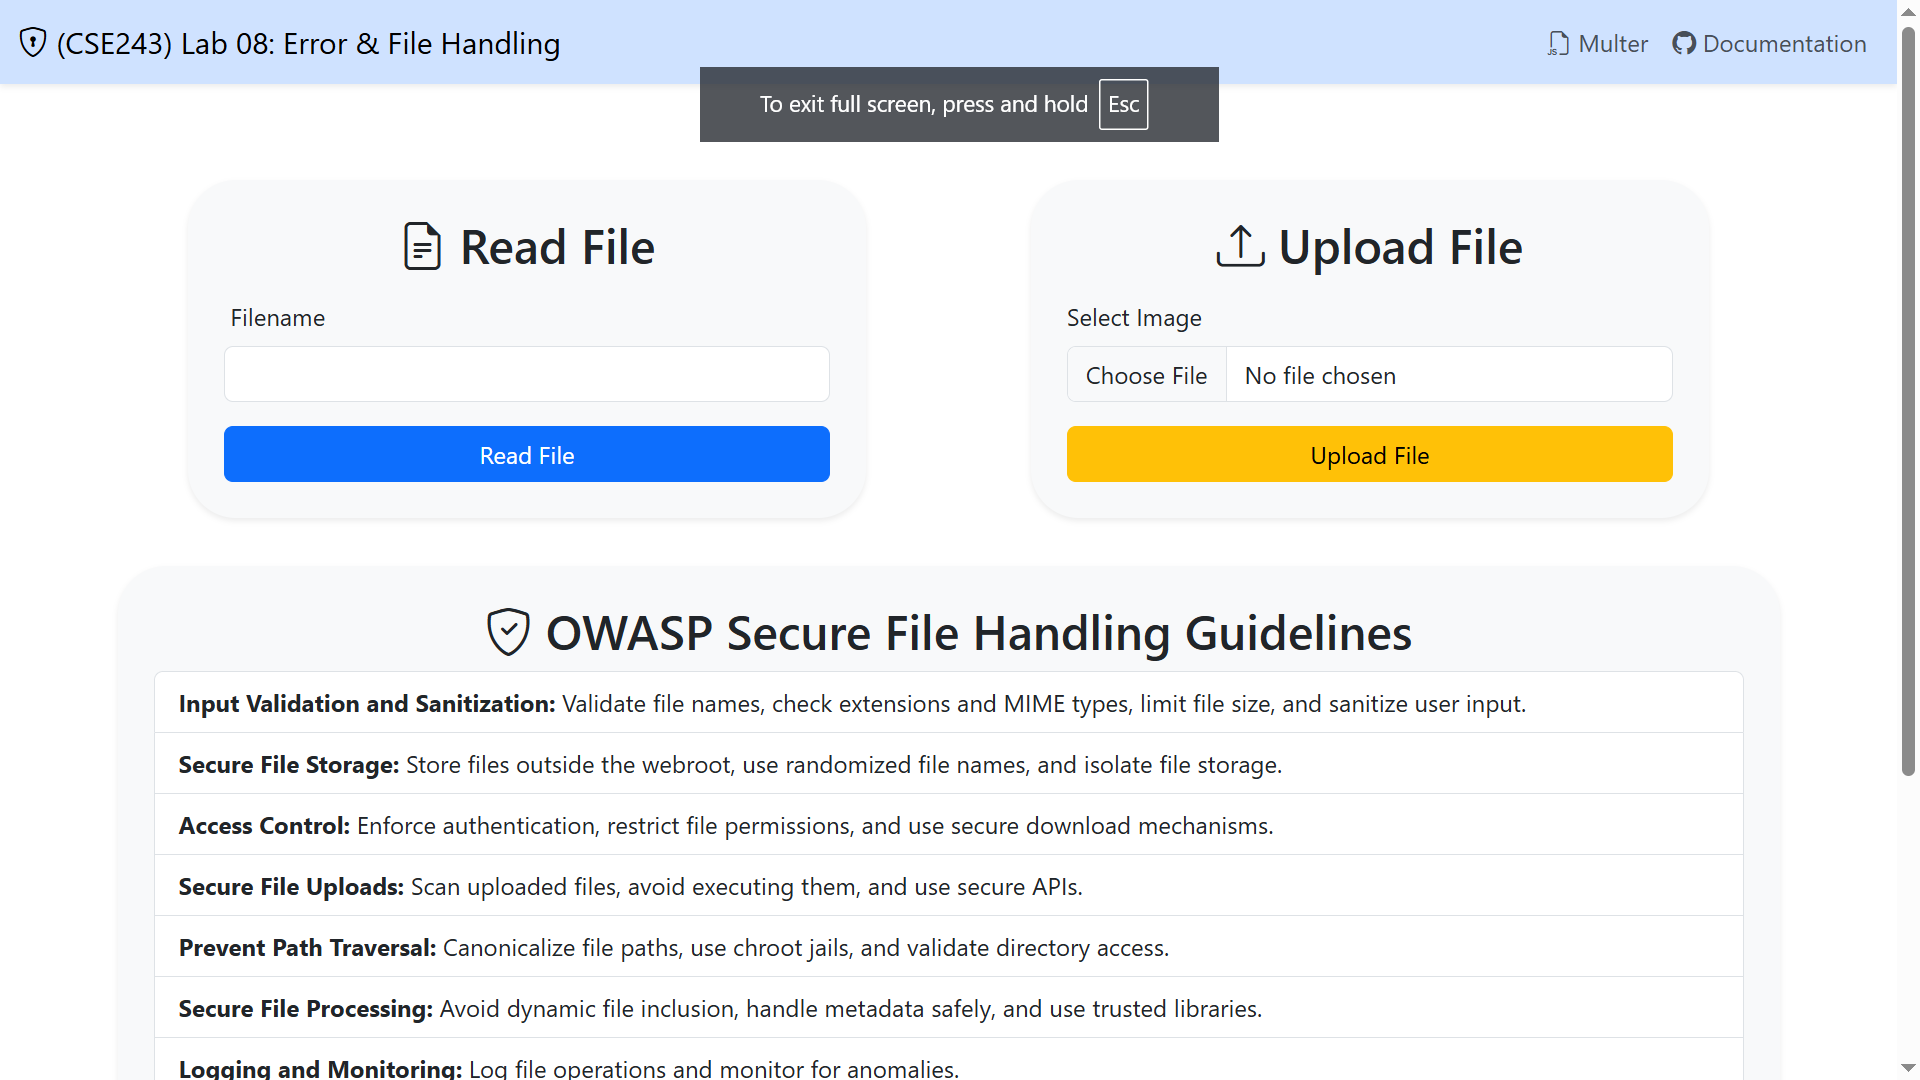 (CSE243) Lab 08: Error & File Handling
Multer
Documentation
To exit full screen, press and hold Esc
Read File
Filename
Read File
Upload File
Select Image
Choose File No file chosen
Upload File
OWASP Secure File Handling Guidelines
Input Validation and Sanitization: Validate file names, check extensions and MIME types, limit file size, and sanitize user input.
Secure File Storage: Store files outside the webroot, use randomized file names, and isolate file storage.
Access Control: Enforce authentication, restrict file permissions, and use secure download mechanisms.
Secure File Uploads: Scan uploaded files, avoid executing them, and use secure APIs.
Prevent Path Traversal: Canonicalize file paths, use chroot jails, and validate directory access.
Secure File Processing: Avoid dynamic file inclusion, handle metadata safely, and use trusted libraries.
Logging and Monitoring: Log file operations and monitor for anomalies.